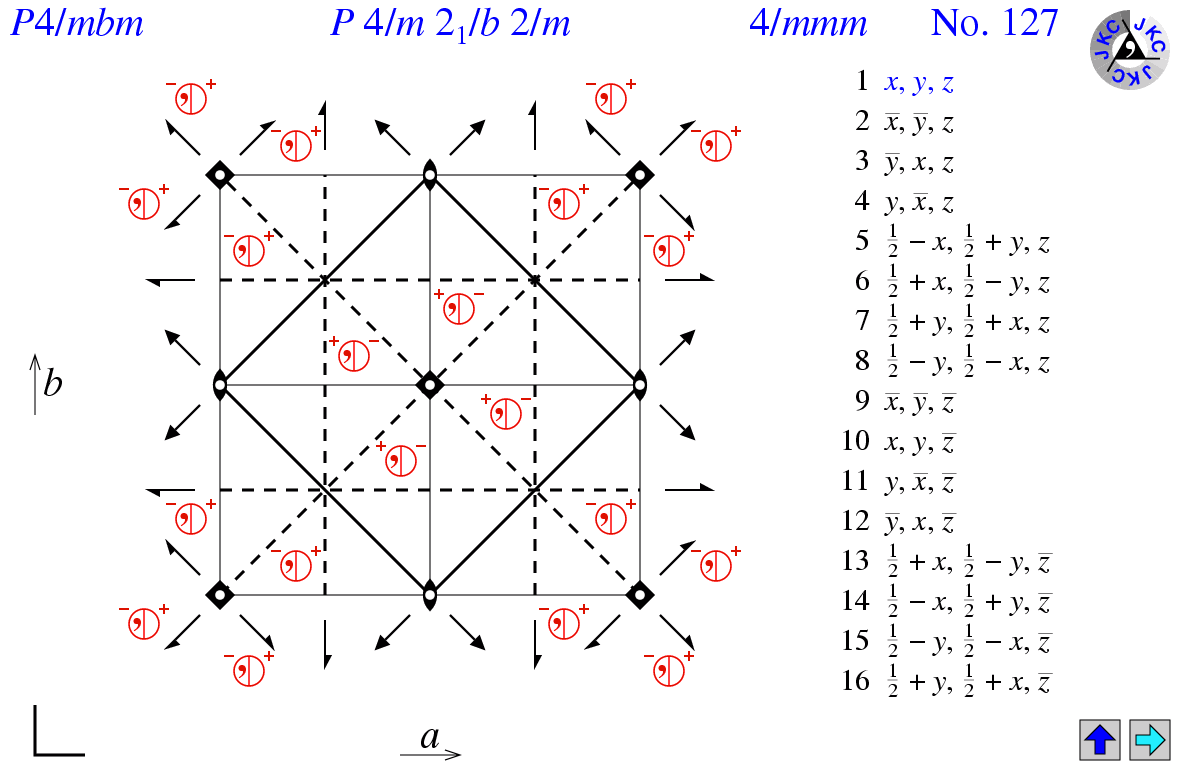 P4/mbm P 4/m 2₁/b 2/m 4/mmm No. 127
JKC JKC JKC
1 x, y, z
2 x̅, y̅, z
3 y̅, x, z
4 y, x̅, z
5 ½ − x, ½ + y, z
6 ½ + x, ½ − y, z
7 ½ + y, ½ + x, z
8 ½ − y, ½ − x, z
9 x̅, y̅, z̅
10 x, y, z̅
11 y, x̅, z̅
12 y̅, x, z̅
13 ½ + x, ½ − y, z̅
14 ½ − x, ½ + y, z̅
15 ½ − y, ½ − x, z̅
16 ½ + y, ½ + x, z̅
b
a